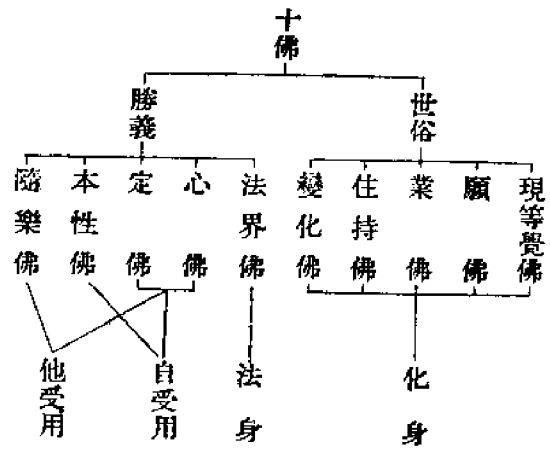 十佛
世俗
勝義
現等覺佛
願佛
業佛
住持佛
變化佛
法界佛
心佛
定佛
本性佛
隨樂佛
化身
法身
自受用
他受用